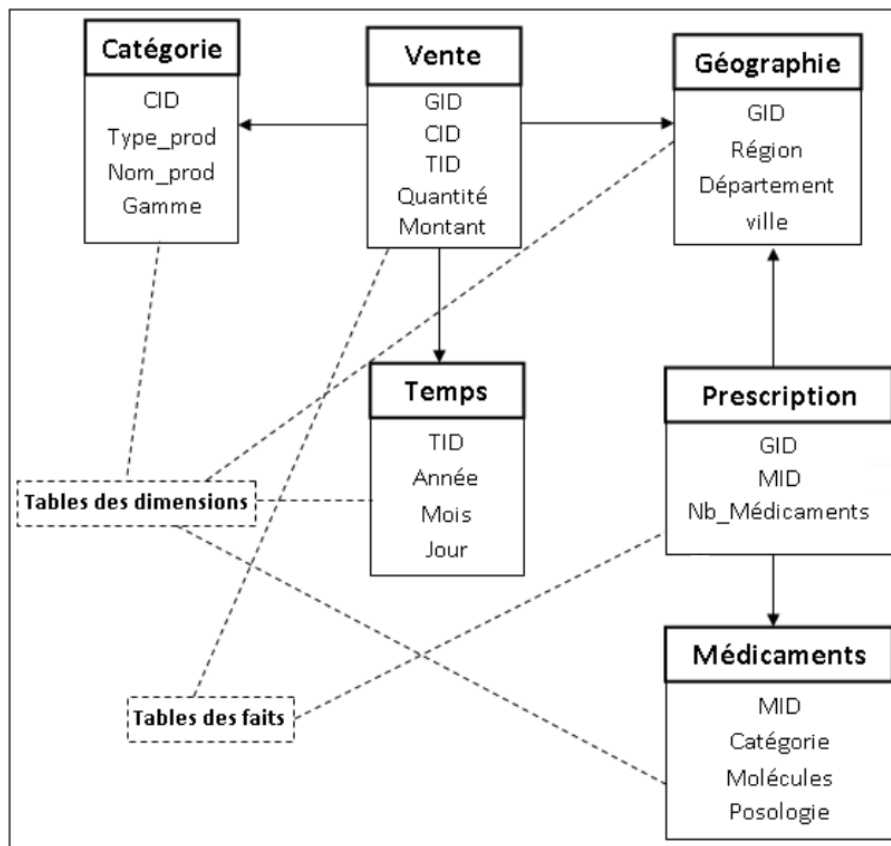 Catégorie
CID
Type_prod
Nom_prod
Gamme
Vente
GID
CID
TID
Quantité
Montant
Géographie
GID
Région
Département
ville
Temps
TID
Année
Mois
Jour
Prescription
GID
MID
Nb_Médicaments
Tables des dimensions
Tables des faits
Médicaments
MID
Catégorie
Molécules
Posologie